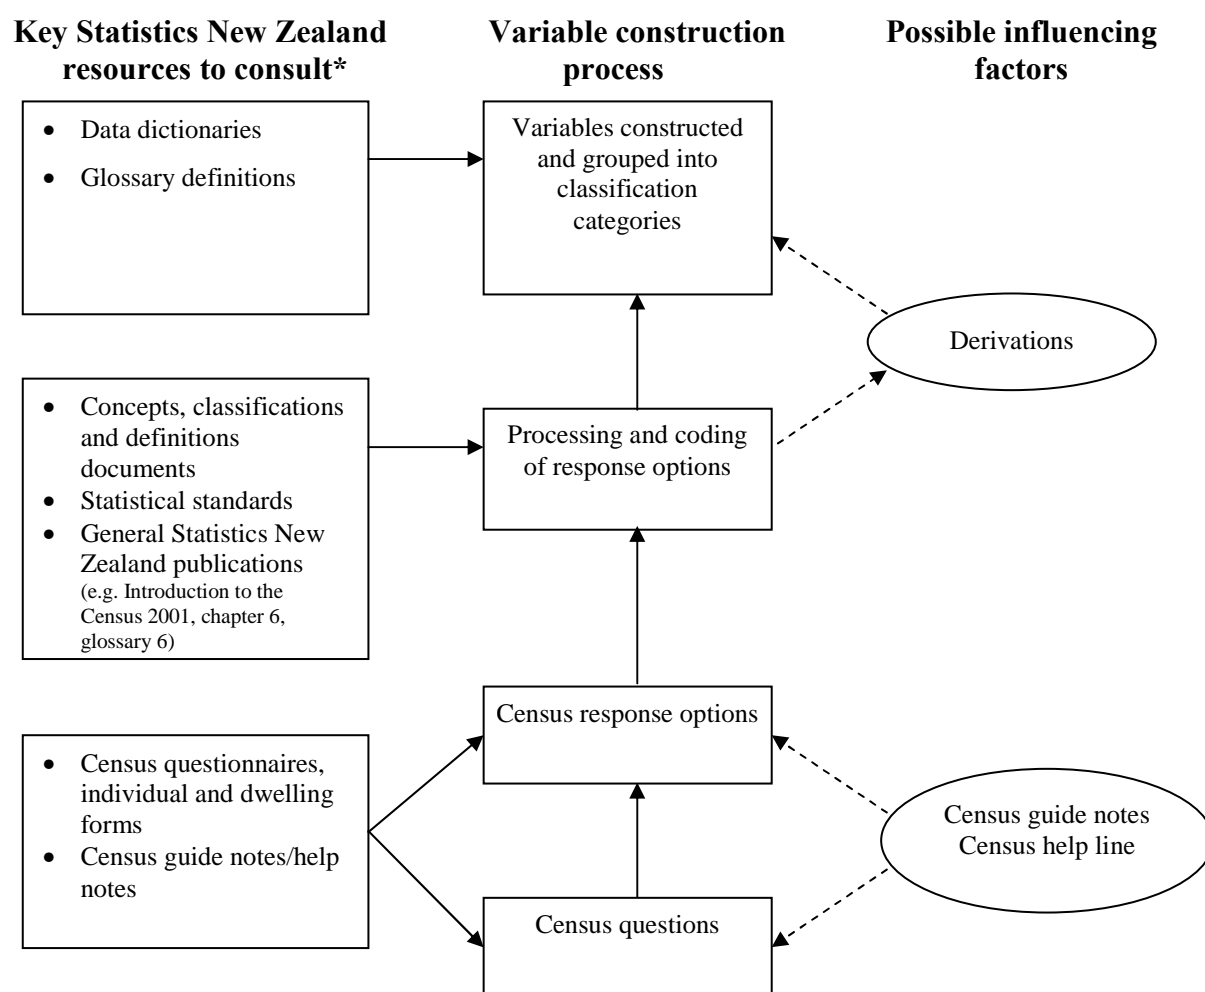 Key Statistics New Zealand
resources to consult*
Variable construction
process
Possible influencing
factors
• Data dictionaries
• Glossary definitions
Variables constructed
and grouped into
classification
categories
Derivations
• Concepts, classifications
and definitions
documents
• Statistical standards
• General Statistics New
Zealand publications
(e.g. Introduction to the
Census 2001, chapter 6,
glossary 6)
Processing and coding
of response options
Census response options
• Census questionnaires,
individual and dwelling
forms
• Census guide notes/help
notes
Census guide notes
Census help line
Census questions